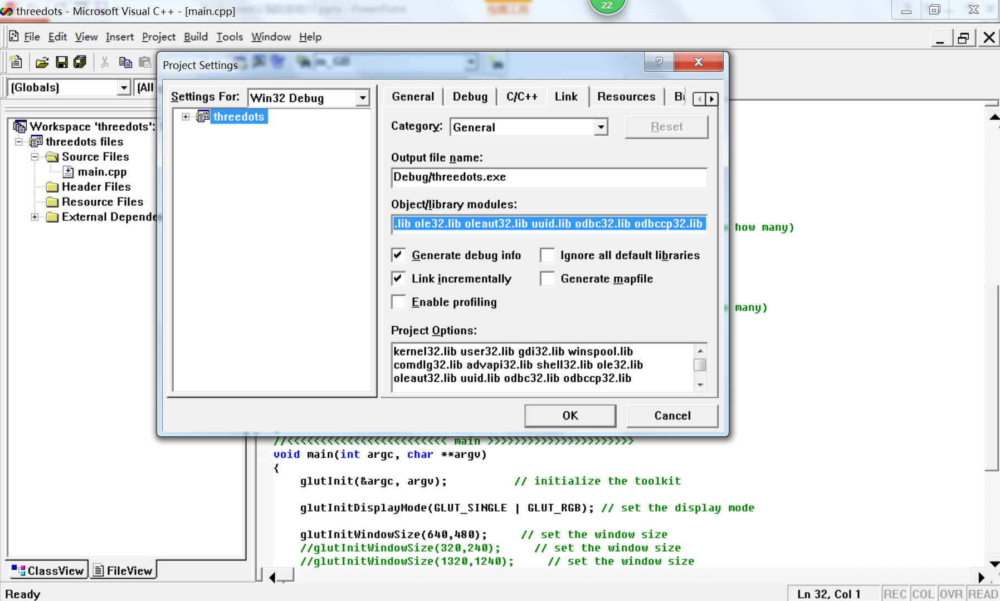 threedots - Microsoft Visual C++ - [main.cpp]
22
File Edit View Insert Project Build Tools Window Help
(Globals)
(All
Project Settings
Settings For: Win32 Debug
threedots
General Debug C/C++ Link Resources
Category: General Reset
Output file name:
Debug/threedots.exe
Object/library modules:
.lib ole32.lib oleaut32.lib uuid.lib odbc32.lib odbccp32.lib
Generate debug info Ignore all default libraries
Link incrementally Generate mapfile
Enable profiling
Project Options:
kernel32.lib user32.lib gdi32.lib winspool.lib
comdlg32.lib advapi32.lib shell32.lib ole32.lib
oleaut32.lib uuid.lib odbc32.lib odbccp32.lib
OK Cancel
Workspace 'threedots':
threedots files
Source Files
main.cpp
Header Files
Resource Files
External Depende
how many)
many)
//<<<<<<<<<<<<<<<<<<<<<<<< main >>>>>>>>>>>>>>>>>>>>>>
void main(int argc, char **argv)
{
glutInit(&argc, argv); // initialize the toolkit
glutInitDisplayMode(GLUT_SINGLE | GLUT_RGB); // set the display mode
glutInitWindowSize(640,480); // set the window size
//glutInitWindowSize(320,240); // set the window size
//glutInitWindowSize(1320,1240); // set the window size
ClassView FileView
Ready
Ln 32, Col 1 REC COL OVR READ